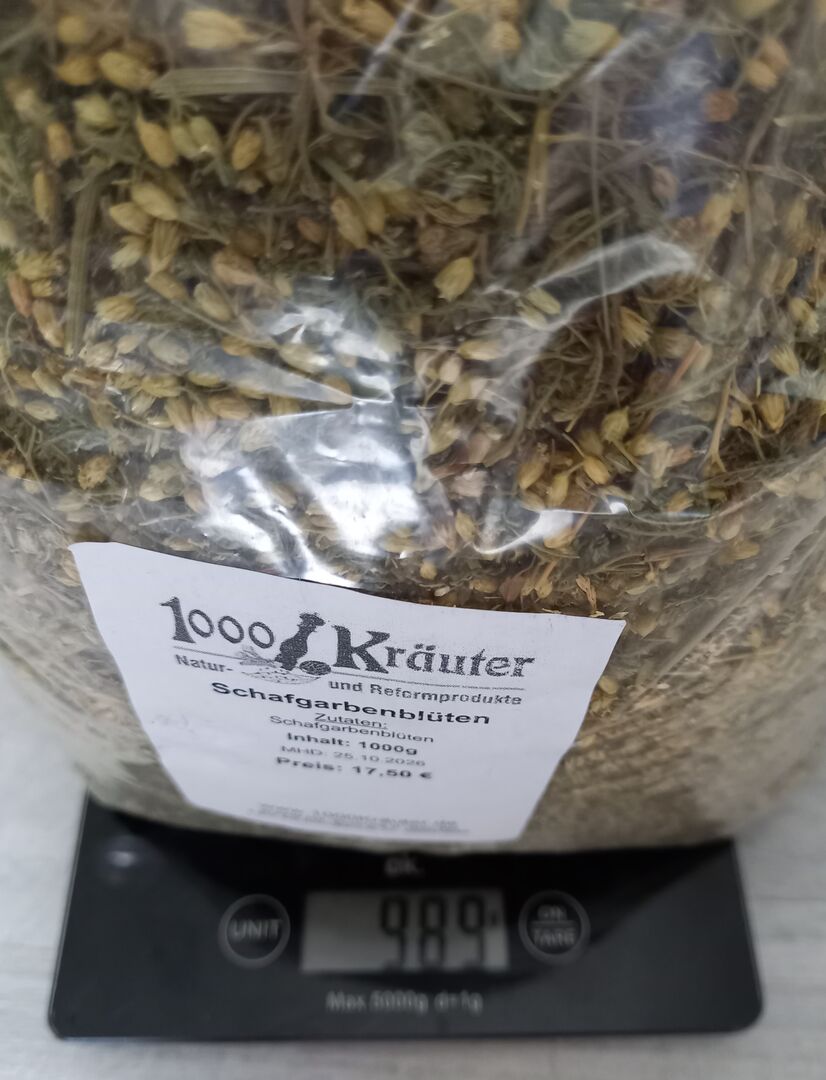 1000 Kräuter
Natur- und Reformprodukte
Schafgarbenblüten
Zutaten:
Schafgarbenblüten
Inhalt: 1000g
MHD: 25.10.2026
Preis: 17,50 €
UNIT
989
ON
TARE
Max.5000g d=1g